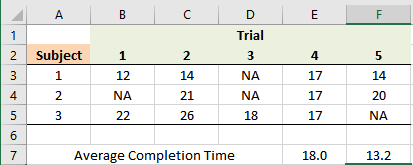 A B C D E F
1 Trial
2 Subject 1 2 3 4 5
3 1 12 14 NA 17 14
4 2 NA 21 NA 17 20
5 3 22 26 18 17 NA
6
7 Average Completion Time 18.0 13.2